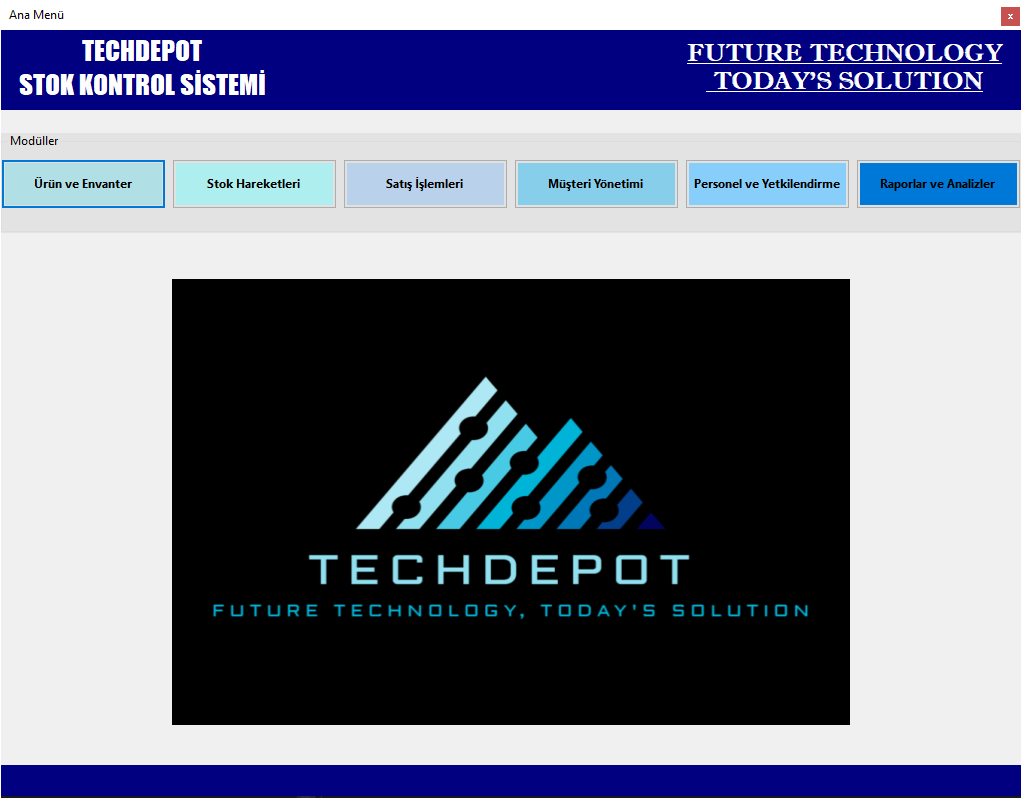 Ana Menü
x
TECHDEPOT
STOK KONTROL SİSTEMİ
FUTURE TECHNOLOGY
TODAY'S SOLUTION
Modüller
Ürün ve Envanter
Stok Hareketleri
Satış İşlemleri
Müşteri Yönetimi
Personel ve Yetkilendirme
Raporlar ve Analizler
TECHDEPOT
FUTURE TECHNOLOGY, TODAY'S SOLUTION